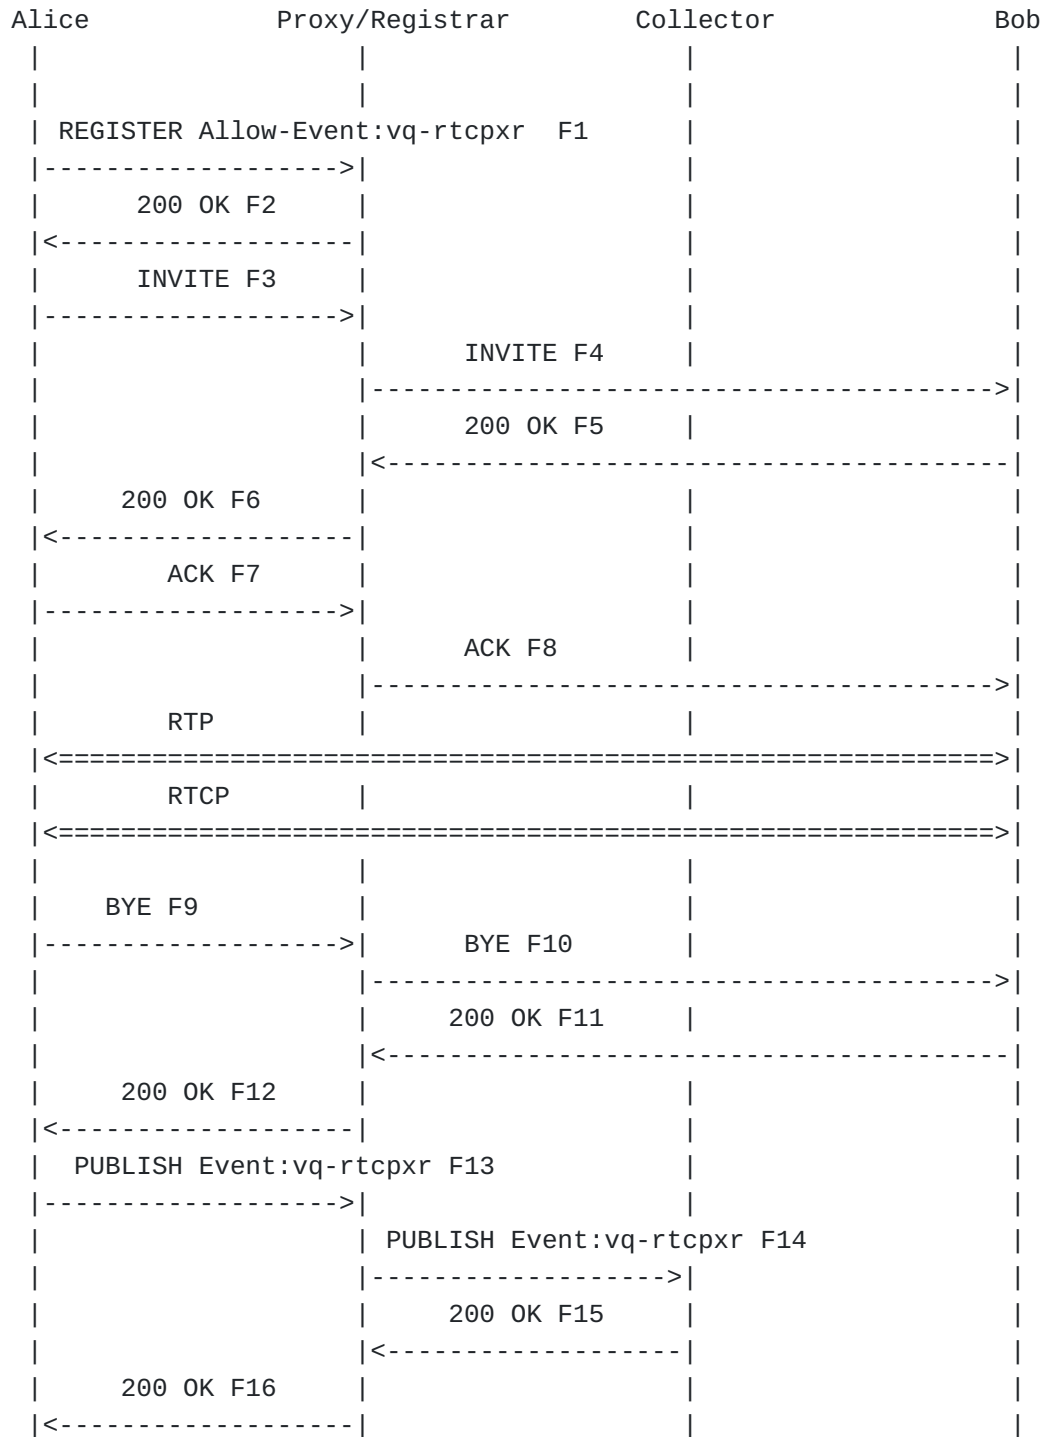 Alice Proxy/Registrar Collector Bob
REGISTER Allow-Event:vq-rtcpxr F1
200 OK F2
INVITE F3
INVITE F4
200 OK F5
200 OK F6
ACK F7
ACK F8
RTP
RTCP
BYE F9
BYE F10
200 OK F11
200 OK F12
PUBLISH Event:vq-rtcpxr F13
PUBLISH Event:vq-rtcpxr F14
200 OK F15
200 OK F16